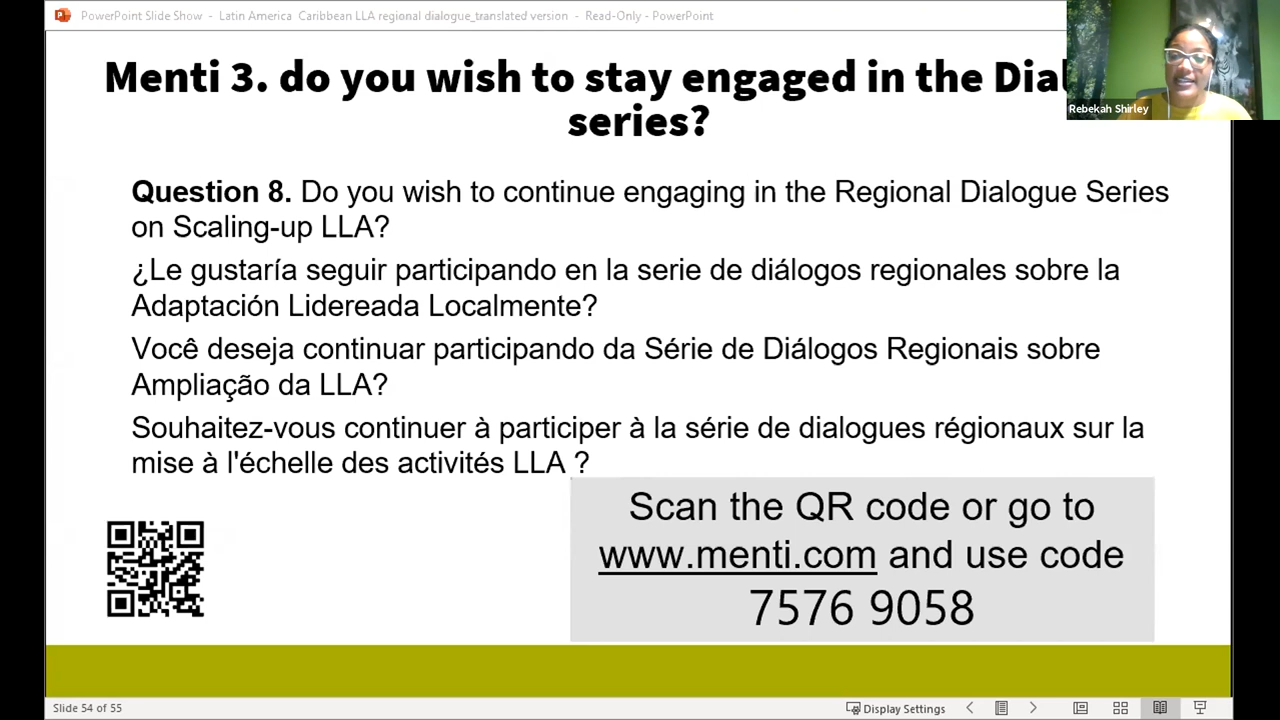 PowerPoint Slide Show - Latin America Caribbean LLA regional dialogue_translated version - Read-Only - PowerPoint
Rebekah Shirley
Menti 3. do you wish to stay engaged in the
series?
Question 8. Do you wish to continue engaging in the Regional Dialogue Series
on Scaling-up LLA?
¿Le gustaría seguir participando en la serie de diálogos regionales sobre la
Adaptación Lidereada Localmente?
Você deseja continuar participando da Série de Diálogos Regionais sobre
Ampliação da LLA?
Souhaitez-vous continuer à participer à la série de dialogues régionaux sur la
mise à l'échelle des activités LLA ?
Scan the QR code or go to
www.menti.com and use code
7576 9058
Slide 54 of 55
Display Settings